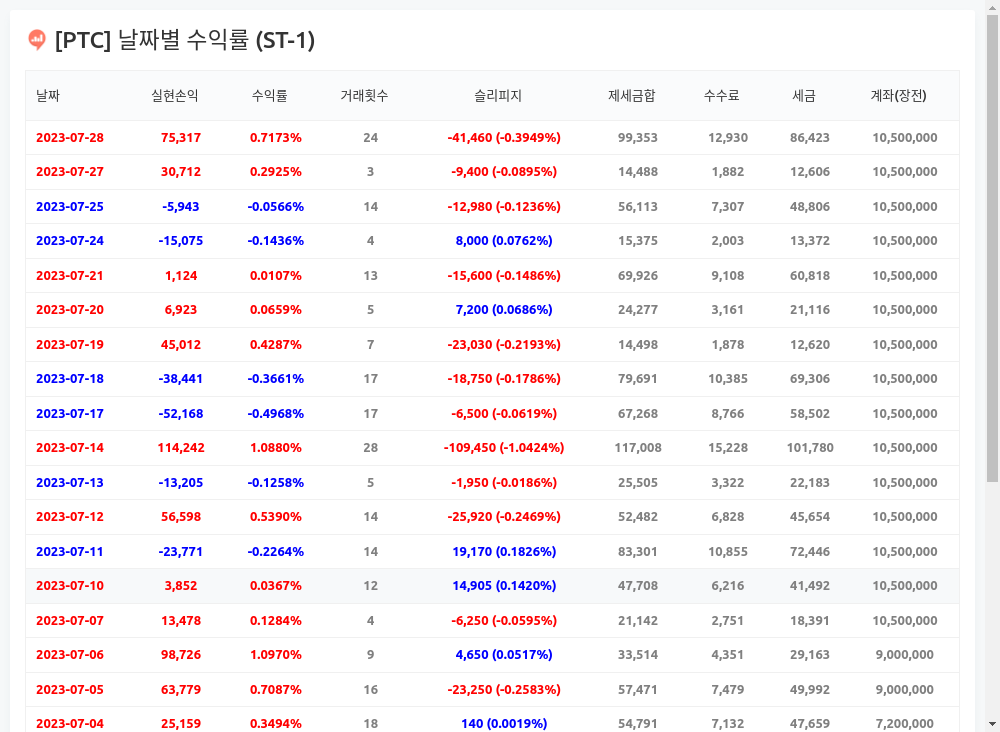 [PTC] 날짜별 수익률 (ST-1)
날짜 실현손익 수익률 거래횟수 슬리피지 제세금합 수수료 세금 계좌(장전)
2023-07-28 75,317 0.7173% 24 -41,460 (-0.3949%) 99,353 12,930 86,423 10,500,000
2023-07-27 30,712 0.2925% 3 -9,400 (-0.0895%) 14,488 1,882 12,606 10,500,000
2023-07-25 -5,943 -0.0566% 14 -12,980 (-0.1236%) 56,113 7,307 48,806 10,500,000
2023-07-24 -15,075 -0.1436% 4 8,000 (0.0762%) 15,375 2,003 13,372 10,500,000
2023-07-21 1,124 0.0107% 13 -15,600 (-0.1486%) 69,926 9,108 60,818 10,500,000
2023-07-20 6,923 0.0659% 5 7,200 (0.0686%) 24,277 3,161 21,116 10,500,000
2023-07-19 45,012 0.4287% 7 -23,030 (-0.2193%) 14,498 1,878 12,620 10,500,000
2023-07-18 -38,441 -0.3661% 17 -18,750 (-0.1786%) 79,691 10,385 69,306 10,500,000
2023-07-17 -52,168 -0.4968% 17 -6,500 (-0.0619%) 67,268 8,766 58,502 10,500,000
2023-07-14 114,242 1.0880% 28 -109,450 (-1.0424%) 117,008 15,228 101,780 10,500,000
2023-07-13 -13,205 -0.1258% 5 -1,950 (-0.0186%) 25,505 3,322 22,183 10,500,000
2023-07-12 56,598 0.5390% 14 -25,920 (-0.2469%) 52,482 6,828 45,654 10,500,000
2023-07-11 -23,771 -0.2264% 14 19,170 (0.1826%) 83,301 10,855 72,446 10,500,000
2023-07-10 3,852 0.0367% 12 14,905 (0.1420%) 47,708 6,216 41,492 10,500,000
2023-07-07 13,478 0.1284% 4 -6,250 (-0.0595%) 21,142 2,751 18,391 10,500,000
2023-07-06 98,726 1.0970% 9 4,650 (0.0517%) 33,514 4,351 29,163 9,000,000
2023-07-05 63,779 0.7087% 16 -23,250 (-0.2583%) 57,471 7,479 49,992 9,000,000
2023-07-04 25,159 0.3494% 18 140 (0.0019%) 54,791 7,132 47,659 7,200,000